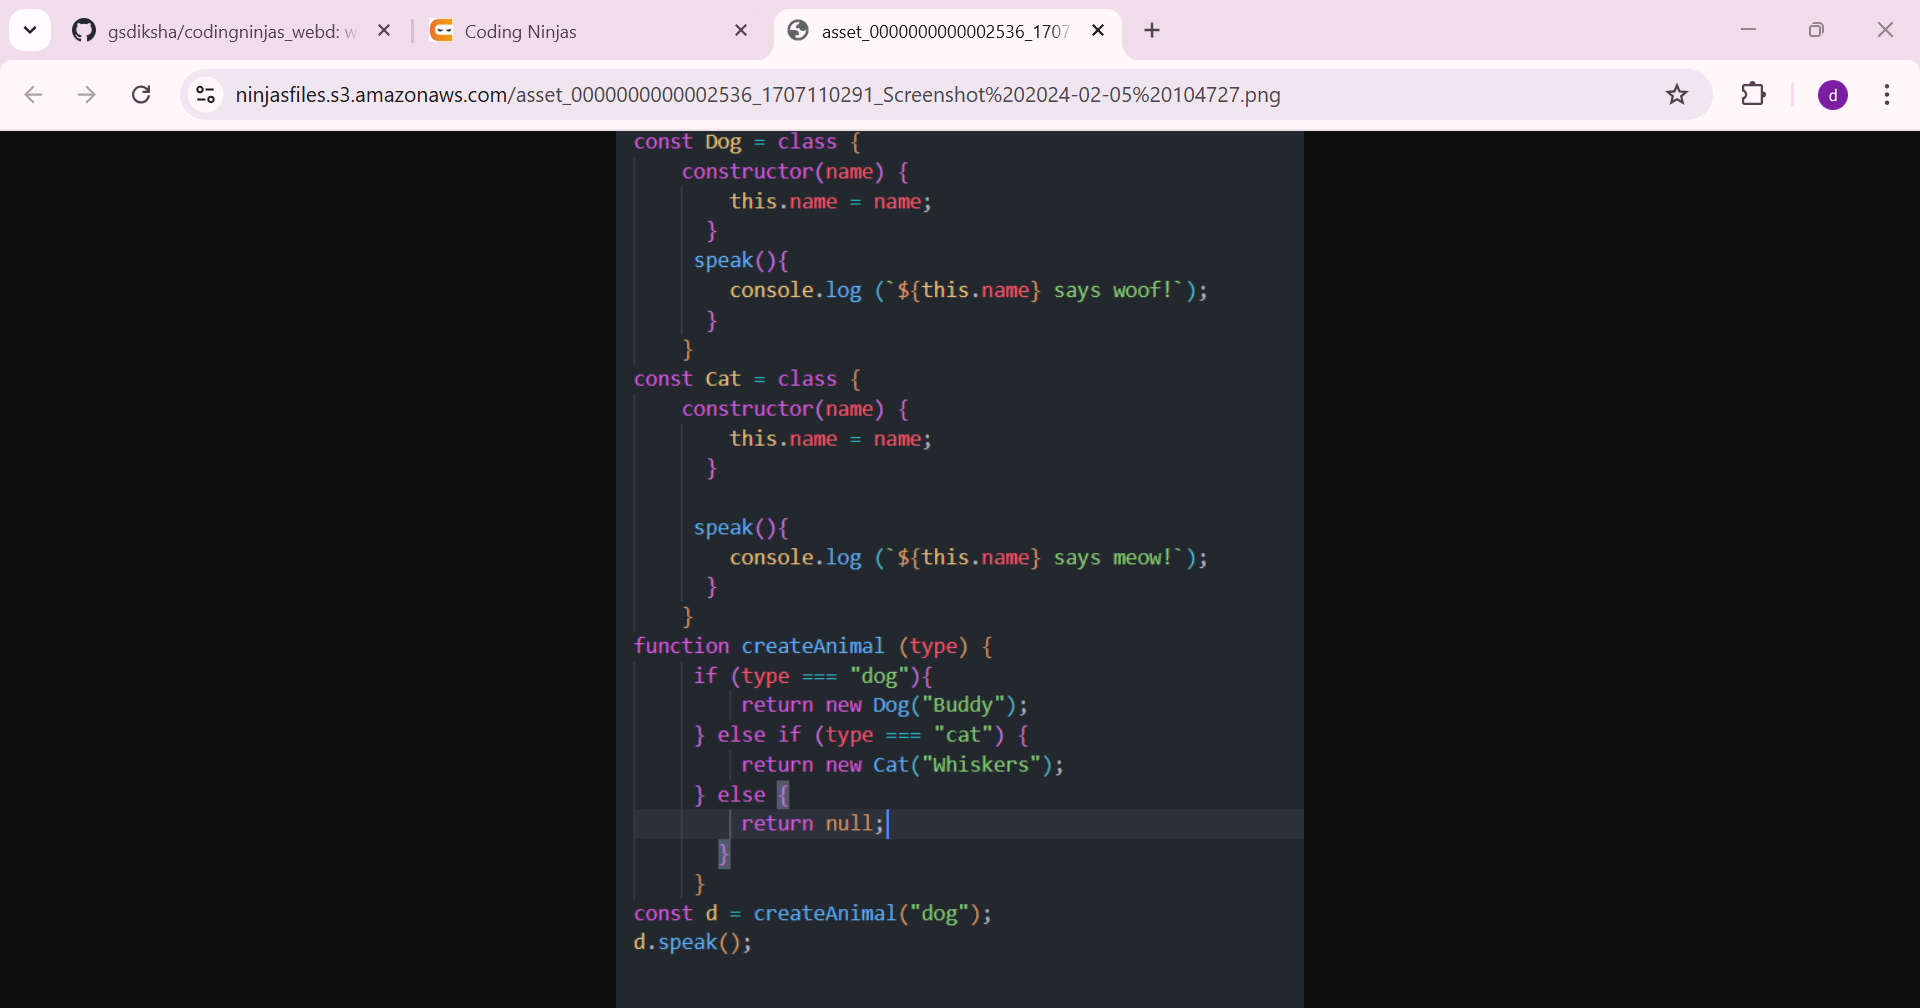 gsdiksha/codingninjas_webd: w
Coding Ninjas
asset_0000000000002536_1707
ninjasfiles.s3.amazonaws.com/asset_0000000000002536_1707110291_Screenshot%202024-02-05%20104727.png
d
const Dog = class {
    constructor(name) {
        this.name = name;
      }
     speak(){
        console.log (`${this.name} says woof!`);
      }
    }
const Cat = class {
    constructor(name) {
        this.name = name;
      }
     speak(){
        console.log (`${this.name} says meow!`);
      }
    }
function createAnimal (type) {
     if (type === "dog"){
         return new Dog("Buddy");
     } else if (type === "cat") {
         return new Cat("Whiskers");
     } else {
         return null;
       }
     }
const d = createAnimal("dog");
d.speak();